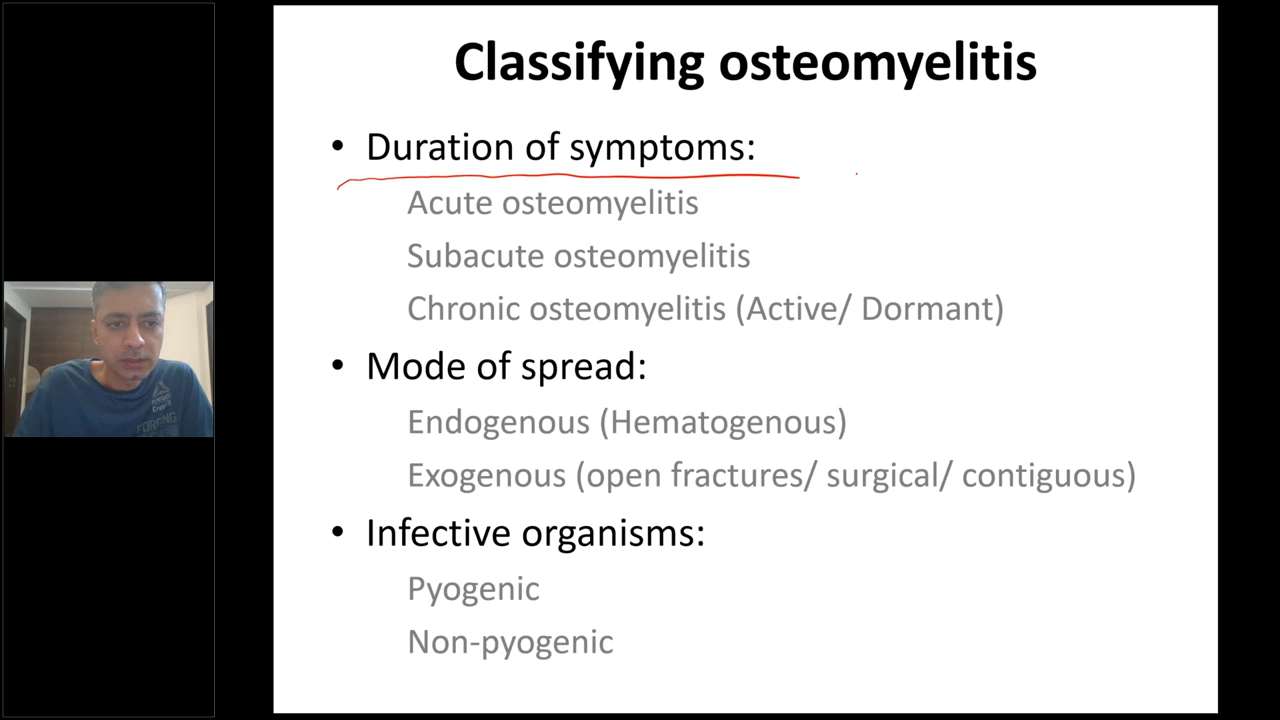 Classifying osteomyelitis
• Duration of symptoms:
Acute osteomyelitis
Subacute osteomyelitis
Chronic osteomyelitis (Active/ Dormant)
• Mode of spread:
Endogenous (Hematogenous)
Exogenous (open fractures/ surgical/ contiguous)
• Infective organisms:
Pyogenic
Non-pyogenic
FORGING